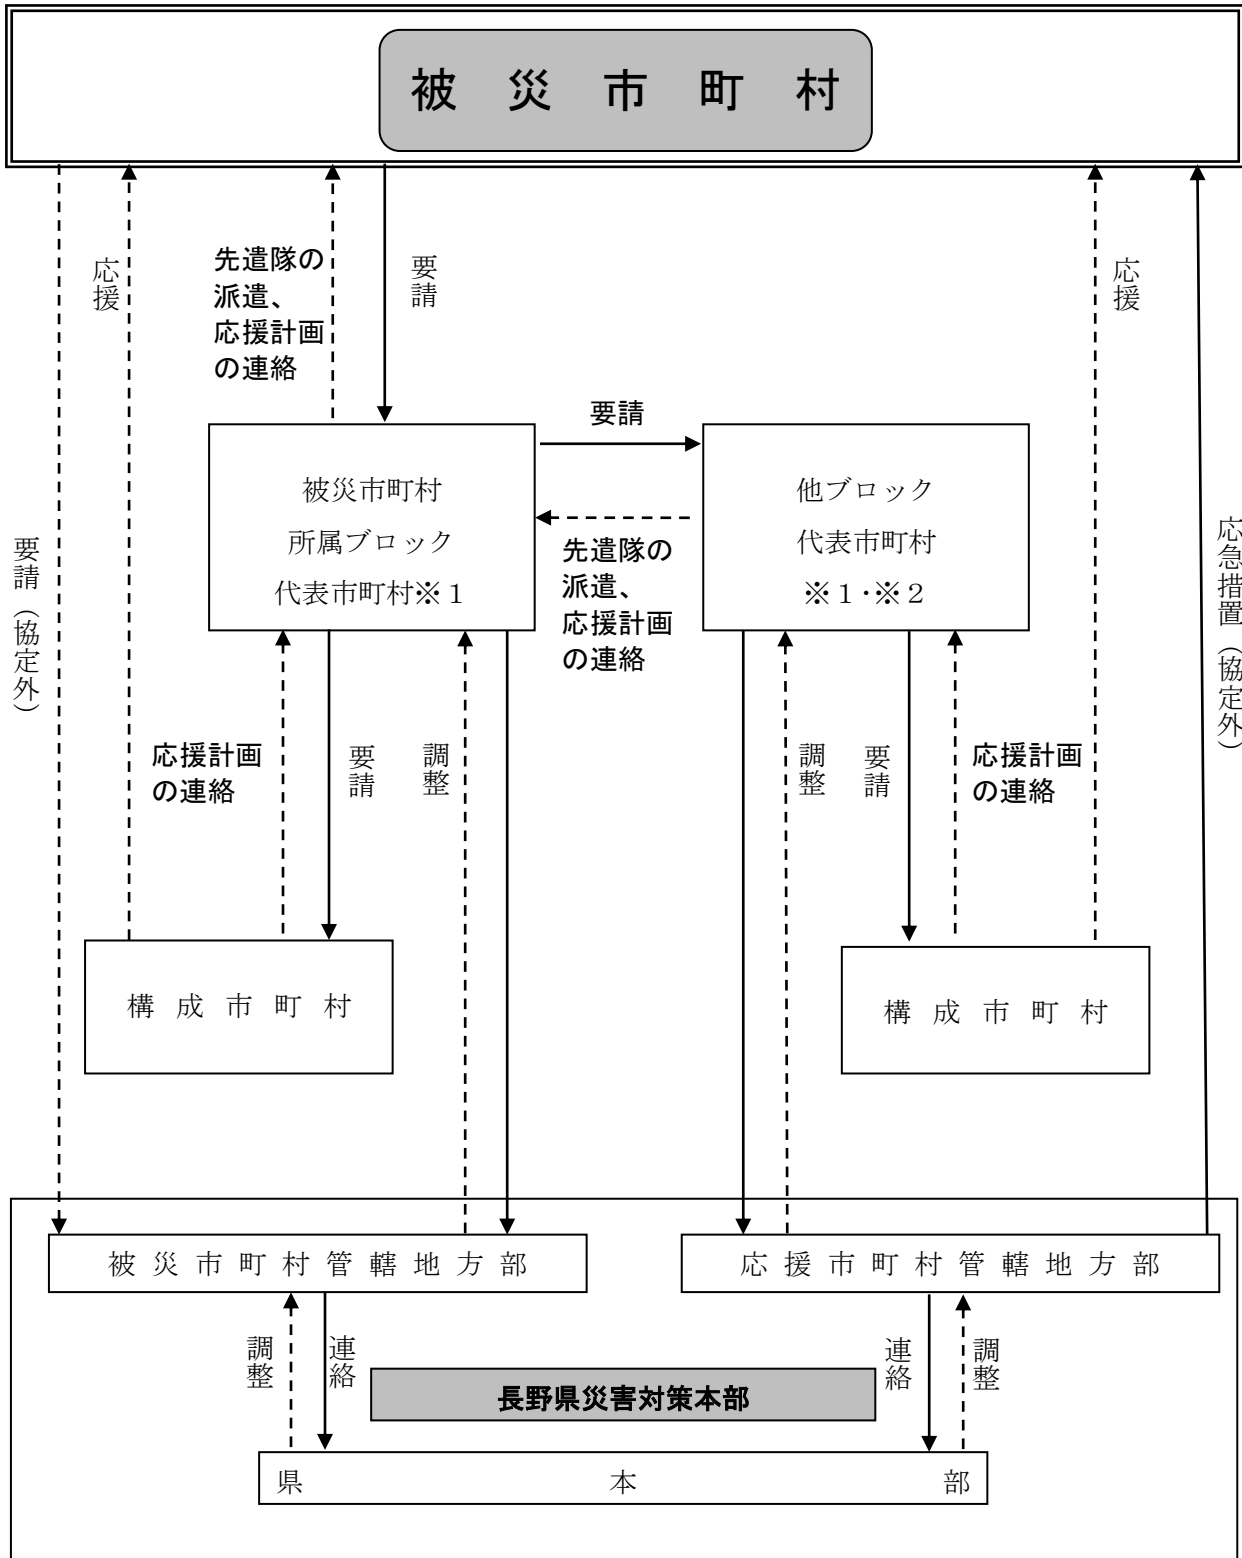 被災市町村
応援
先遣隊の
派遣、
応援計画
の連絡
要請
応援
要請
被災市町村
所属ブロック
代表市町村※１
先遣隊の
派遣、
応援計画
の連絡
他ブロック
代表市町村
※１・※２
要請（協定外）
応急措置（協定外）
応援計画
の連絡
要請
調整
調整
要請
応援計画
の連絡
構成市町村
構成市町村
被災市町村管轄地方部
応援市町村管轄地方部
調整
連絡
連絡
調整
長野県災害対策本部
県本部